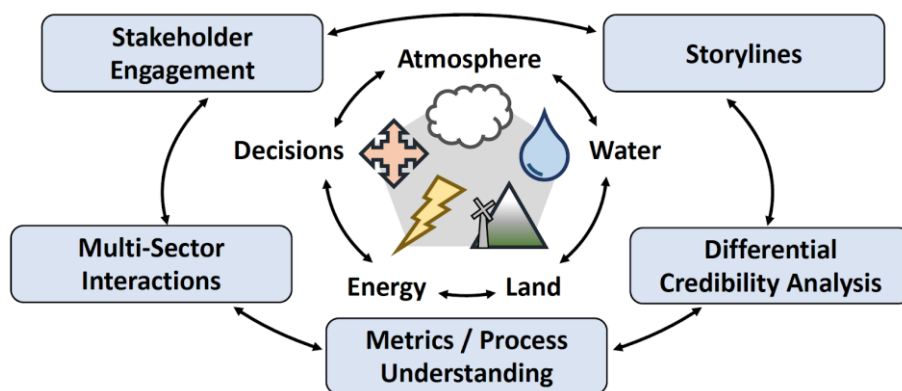 Stakeholder
Engagement
Storylines
Atmosphere
Decisions
Water
Multi-Sector
Interactions
Differential
Credibility Analysis
Energy
Land
Metrics / Process
Understanding